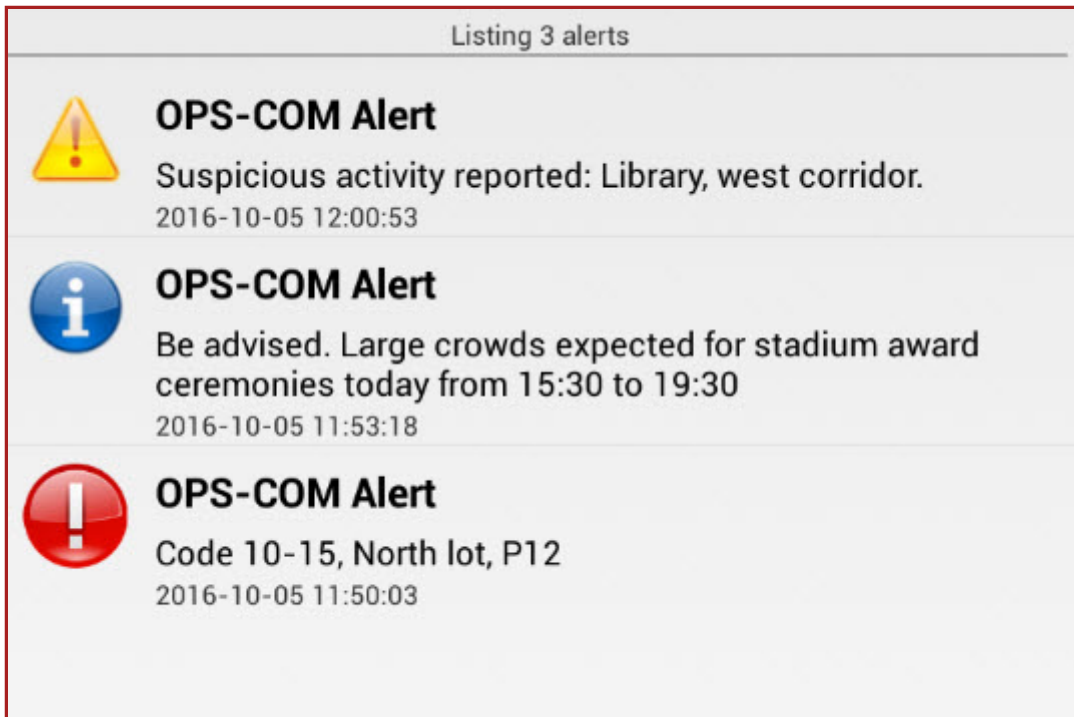 Listing 3 alerts
OPS-COM Alert
Suspicious activity reported: Library, west corridor.
2016-10-05 12:00:53
OPS-COM Alert
Be advised. Large crowds expected for stadium award
ceremonies today from 15:30 to 19:30
2016-10-05 11:53:18
OPS-COM Alert
Code 10-15, North lot, P12
2016-10-05 11:50:03